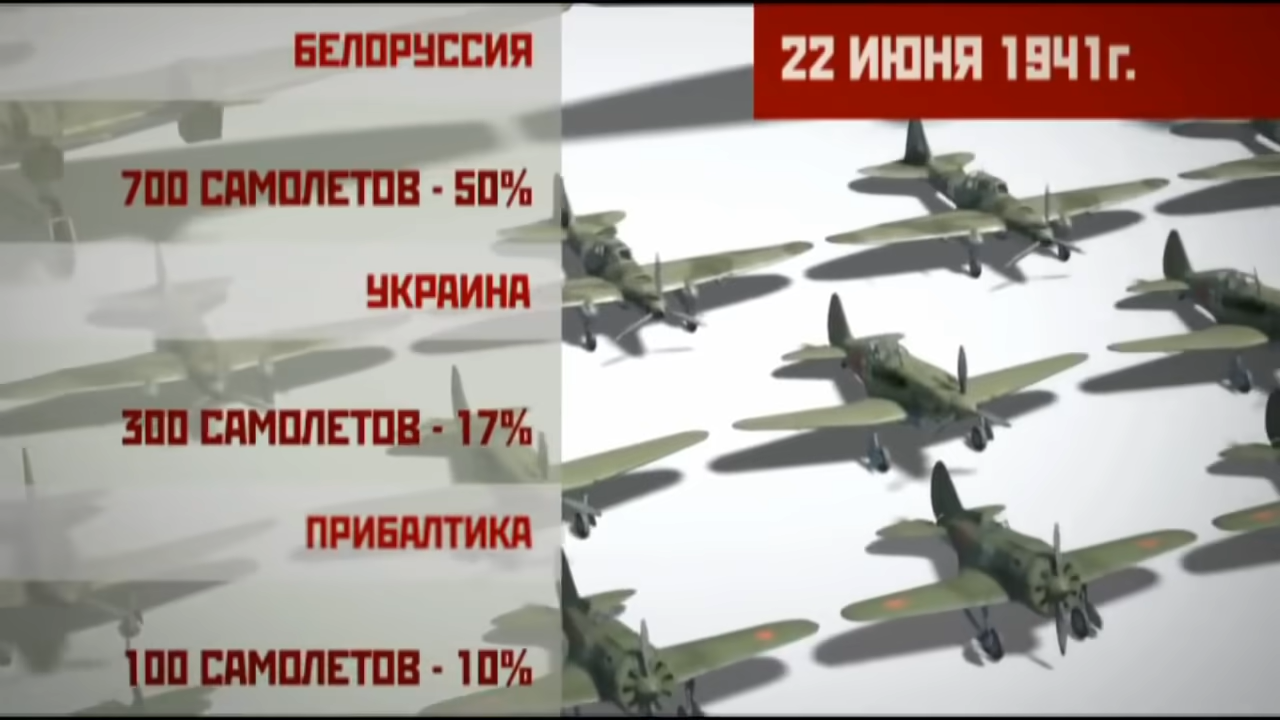 БЕЛОРУССИЯ
22 ИЮНЯ 1941г.
700 САМОЛЕТОВ - 50%
УКРАИНА
300 САМОЛЕТОВ - 17%
ПРИБАЛТИКА
100 САМОЛЕТОВ - 10%